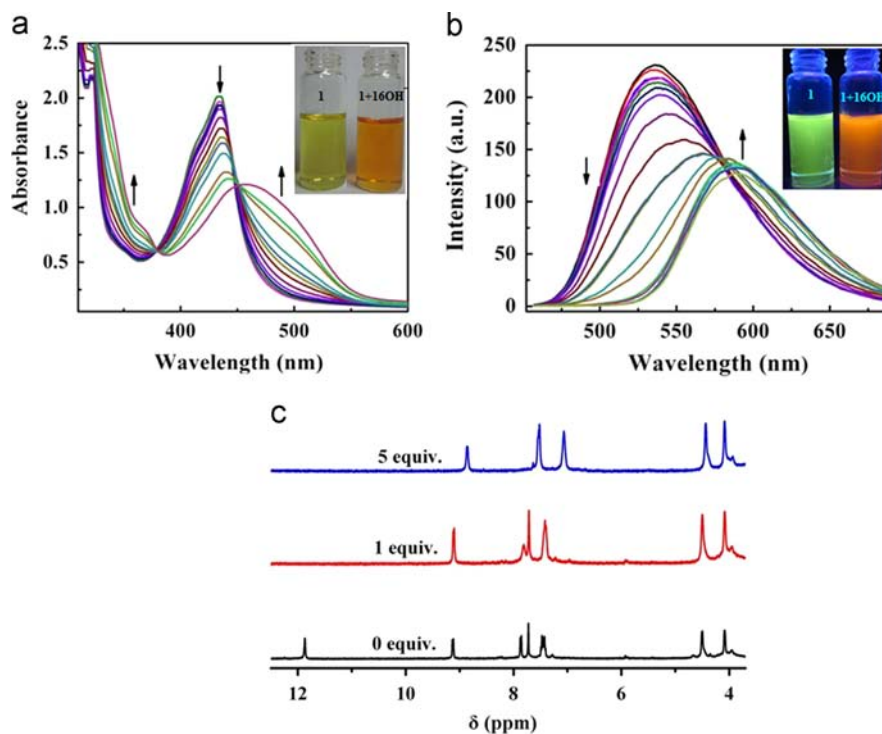 a
2.5
2.0
1.5
1.0
0.5
Absorbance
400 500 600
Wavelength (nm)
1 1+16OH
b
250
200
150
100
50
0
Intensity (a.u.)
500 550 600 650
Wavelength (nm)
1 1+16OH
c
5 equiv.
1 equiv.
0 equiv.
12 10 8 6 4
δ (ppm)